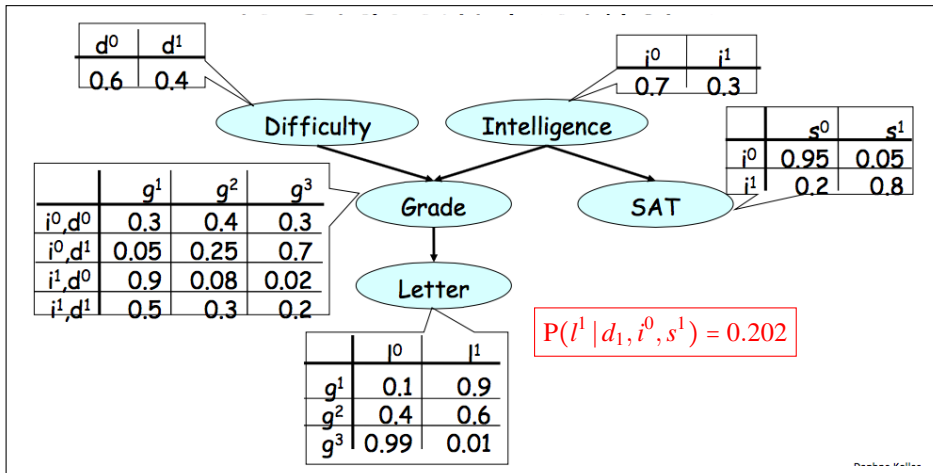 d⁰ d¹
0.6 0.4
i⁰ i¹
0.7 0.3
Difficulty
Intelligence
s⁰ s¹
i⁰ 0.95 0.05
i¹ 0.2 0.8
g¹ g² g³
i⁰,d⁰ 0.3 0.4 0.3
i⁰,d¹ 0.05 0.25 0.7
i¹,d⁰ 0.9 0.08 0.02
i¹,d¹ 0.5 0.3 0.2
Grade
SAT
Letter
l⁰ l¹
g¹ 0.1 0.9
g² 0.4 0.6
g³ 0.99 0.01
P(l¹ | d₁, i⁰, s¹) = 0.202